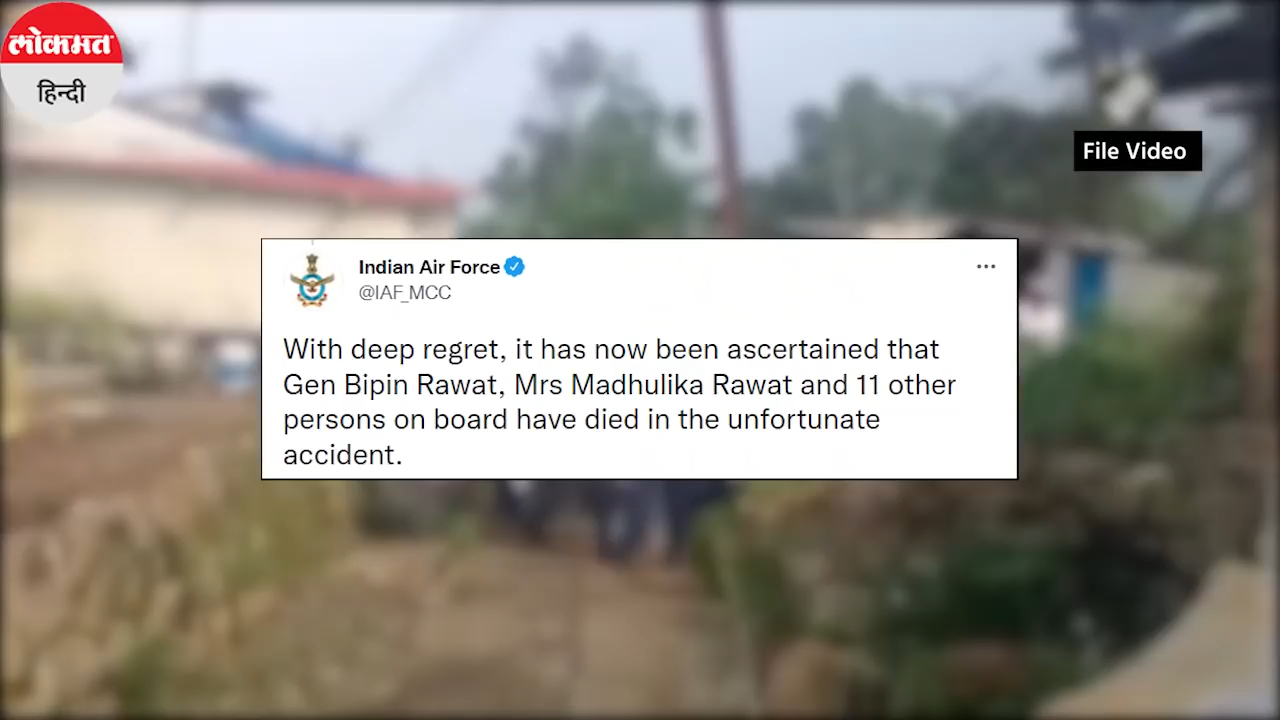 लोकमत
हिन्दी
File Video
Indian Air Force
@IAF_MCC
With deep regret, it has now been ascertained that
Gen Bipin Rawat, Mrs Madhulika Rawat and 11 other
persons on board have died in the unfortunate
accident.